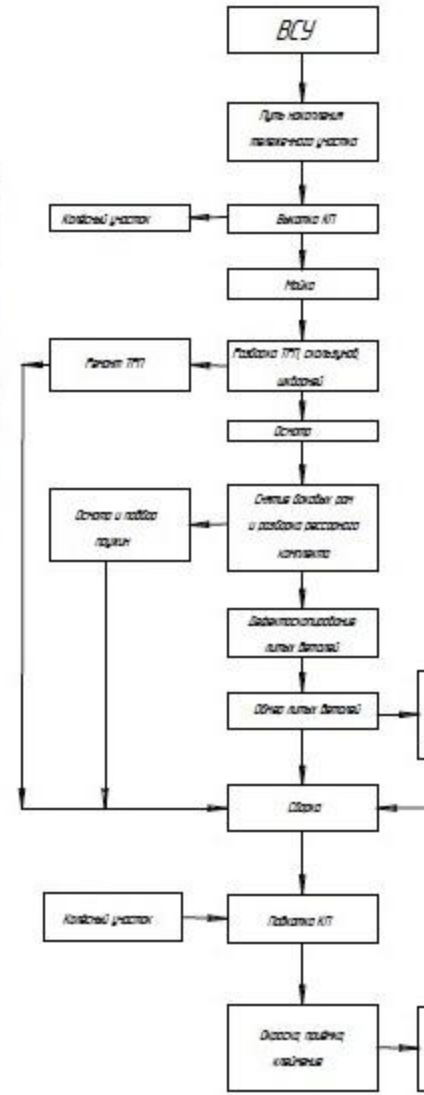 ВСУ
Путь накопления
тележечного участка
Колёсный участок
Выкатка КП
Мойка
Ремонт ТРП
Разборка ТРП, скользунов,
шкворней
Осмотр
Осмотр и подбор
пружин
Снятие боковых рам
и разборка рессорного
комплекта
Дефектоскопирование
литых деталей
Обмер литых деталей
Сборка
Колёсный участок
Подкатка КП
Окраска, приёмка,
клеймение